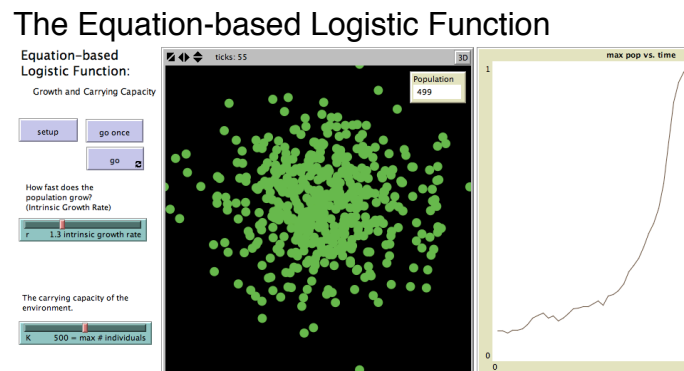 The Equation-based Logistic Function
Equation-based
Logistic Function:
Growth and Carrying Capacity
setup
go once
go
How fast does the
population grow?
(Intrinsic Growth Rate)
r 1.3 intrinsic growth rate
The carrying capacity of the
environment.
K 500 = max # individuals
ticks: 55
3D
Population
499
max pop vs. time
1
0
0